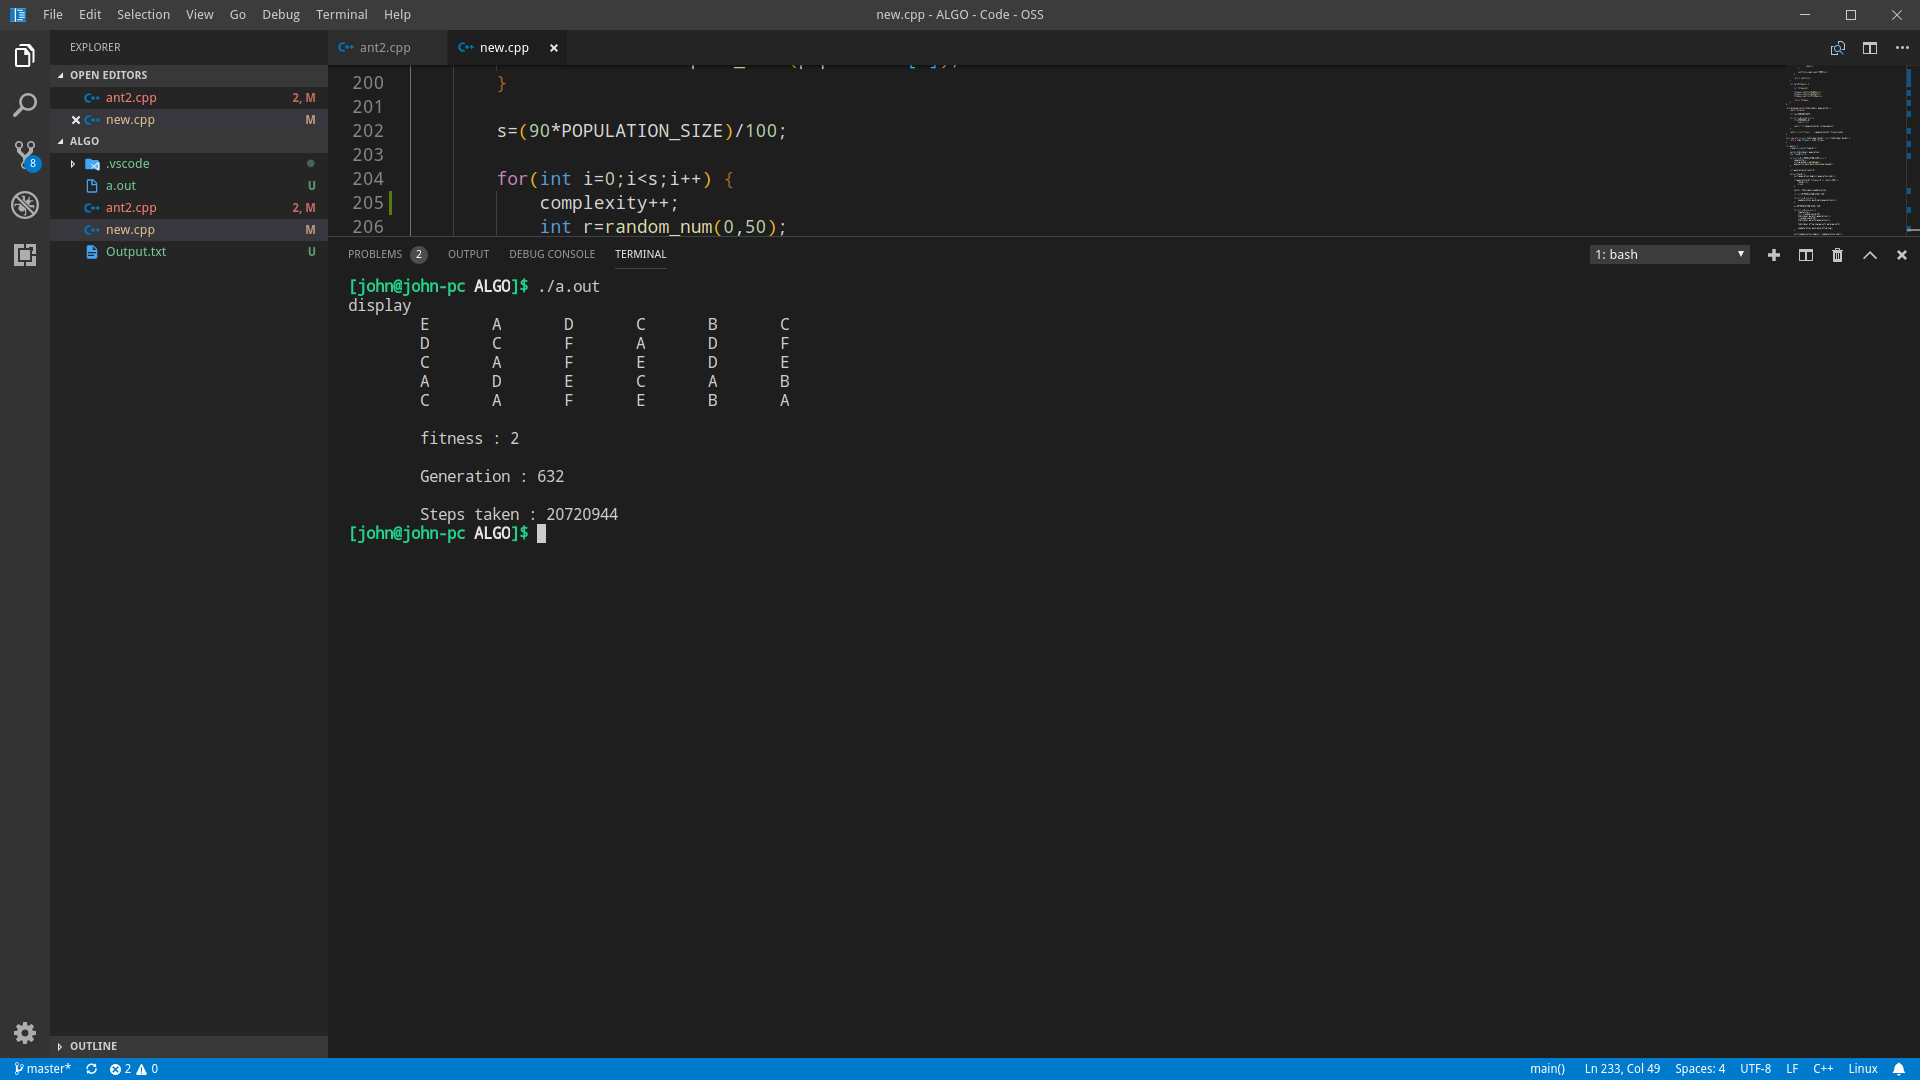 File Edit Selection View Go Debug Terminal Help
new.cpp - ALGO - Code - OSS
EXPLORER
OPEN EDITORS
ant2.cpp 2, M
new.cpp M
ALGO
.vscode
a.out U
ant2.cpp 2, M
new.cpp M
Output.txt U
OUTLINE
8
ant2.cpp new.cpp
200 }
201
202 s=(90*POPULATION_SIZE)/100;
203
204 for(int i=0;i<s;i++) {
205 complexity++;
206 int r=random_num(0,50);
PROBLEMS 2 OUTPUT DEBUG CONSOLE TERMINAL
1: bash
[john@john-pc ALGO]$ ./a.out
display
E A D C B C
D C F A D F
C A F E D E
A D E C A B
C A F E B A
fitness : 2
Generation : 632
Steps taken : 20720944
[john@john-pc ALGO]$
master* 2 0
main() Ln 233, Col 49 Spaces: 4 UTF-8 LF C++ Linux